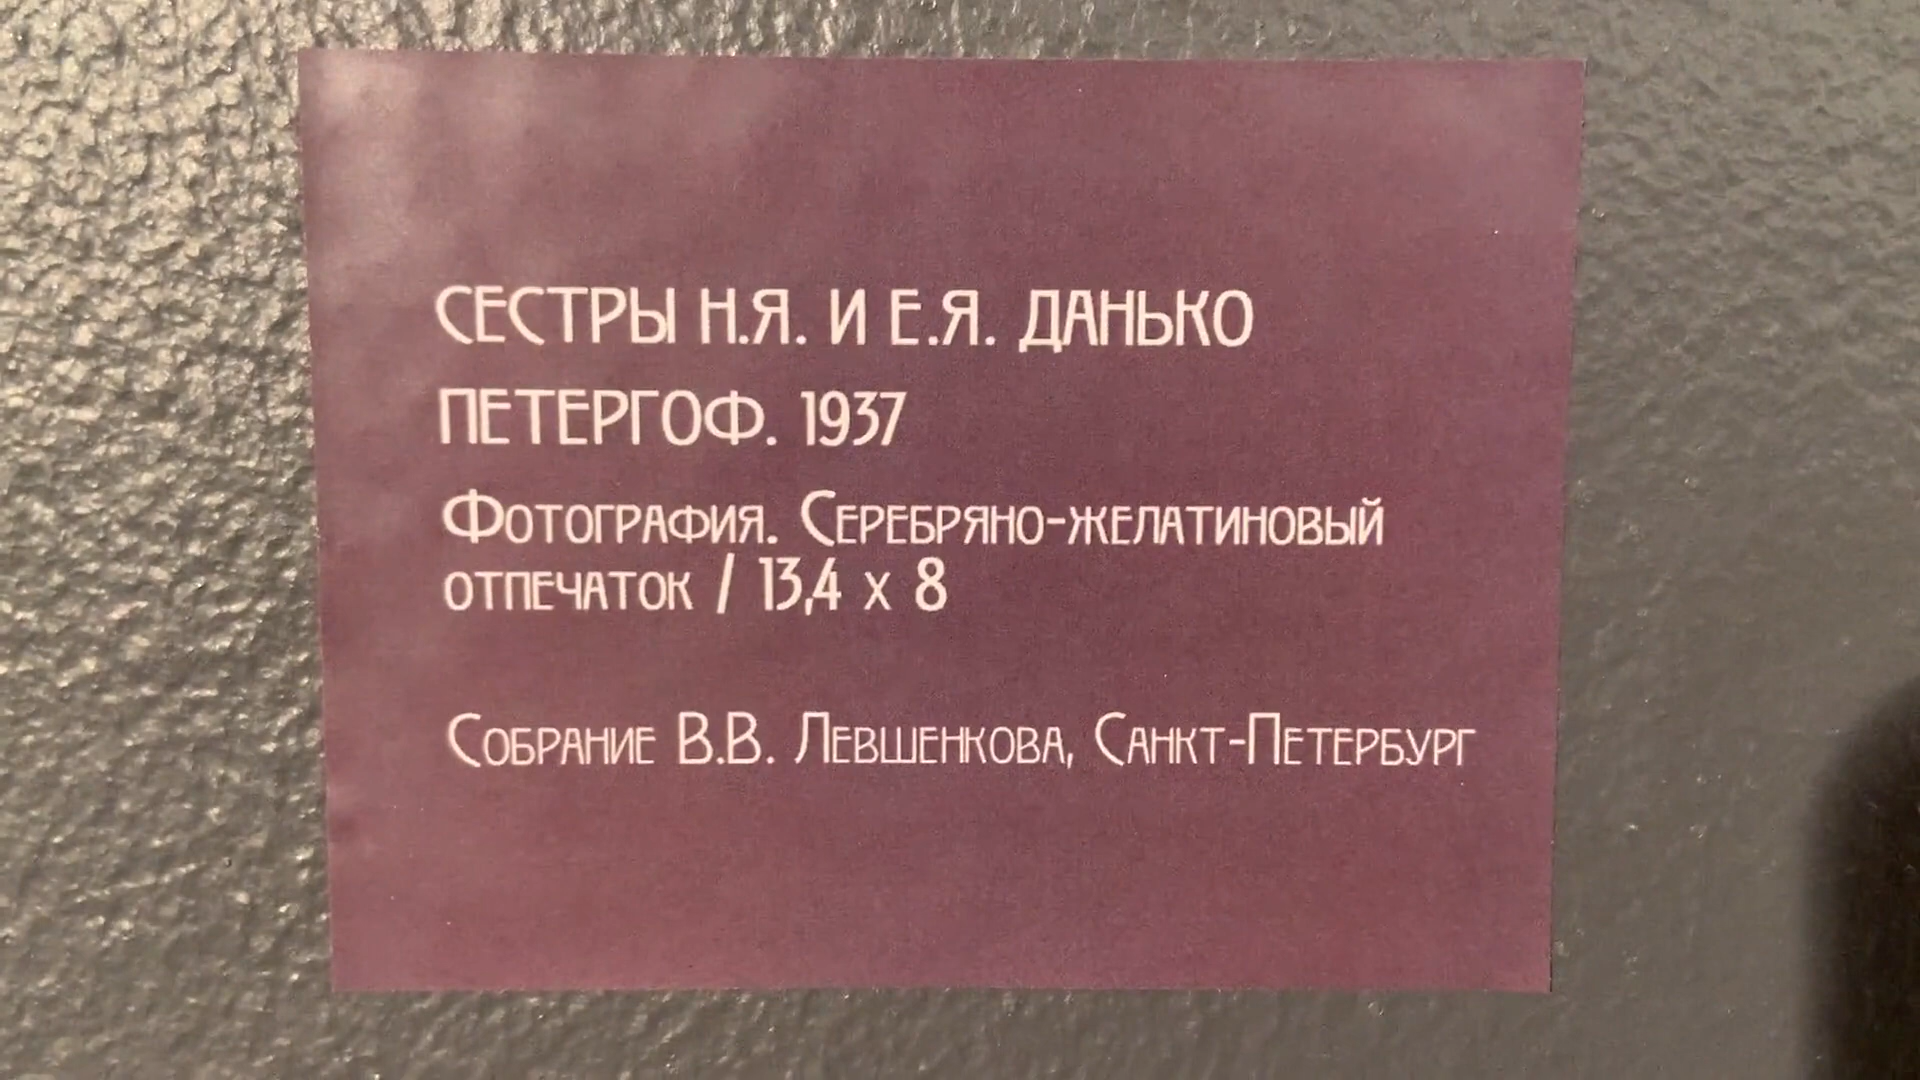 СЕСТРЫ Н.Я. И Е.Я. ДАНЬКО
ПЕТЕРГОФ. 1937
Фотография. Серебряно-желатиновый
отпечаток / 13,4 х 8
Собрание В.В. Левшенкова, Санкт-Петербург